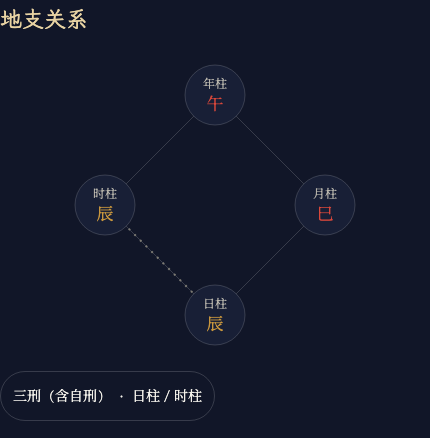 地支关系
年柱
午
时柱
辰
月柱
巳
日柱
辰
三刑（含自刑） · 日柱 / 时柱